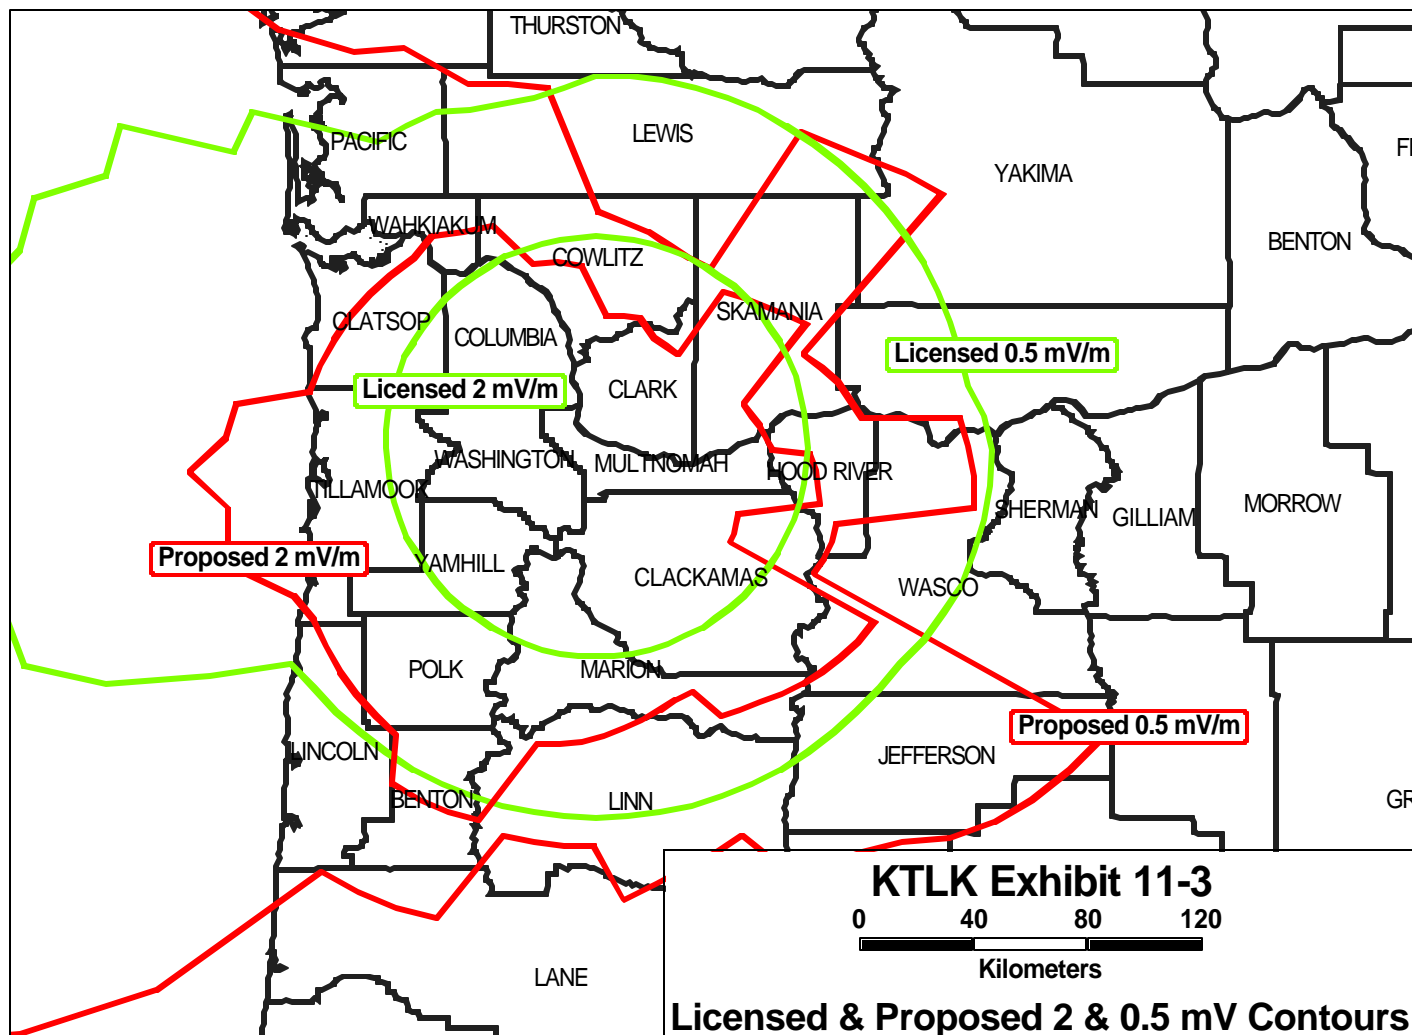 THURSTON
PACIFIC
LEWIS
FI
YAKIMA
WAHKIAKUM
BENTON
COWLITZ
SKAMANIA
CLATSOP
COLUMBIA
Licensed 0.5 mV/m
Licensed 2 mV/m
CLARK
WASHINGTON
MULTNOMAH
HOOD RIVER
TILLAMOOK
SHERMAN
GILLIAM
MORROW
Proposed 2 mV/m
YAMHILL
CLACKAMAS
WASCO
POLK
MARION
Proposed 0.5 mV/m
LINCOLN
JEFFERSON
BENTON
LINN
GR
KTLK Exhibit 11-3
0 40 80 120
Kilometers
LANE
Licensed & Proposed 2 & 0.5 mV Contours